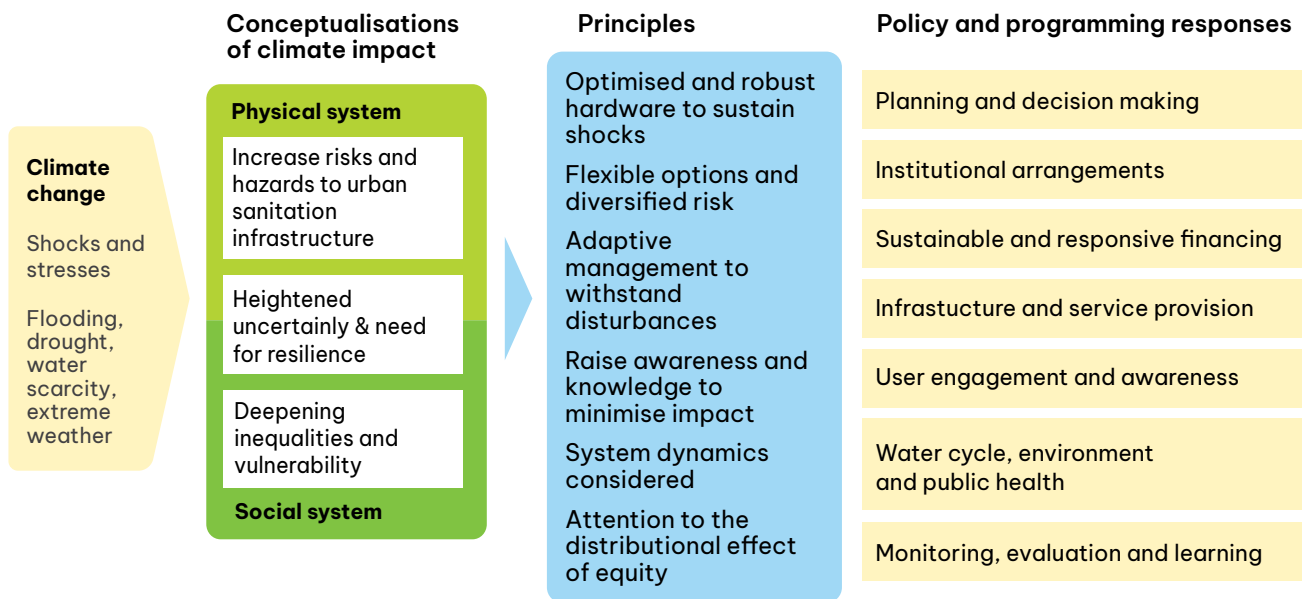 Conceptualisations
of climate impact
Principles
Policy and programming responses
Climate
change
Shocks and
stresses
Flooding,
drought,
water
scarcity,
extreme
weather
Physical system
Increase risks and
hazards to urban
sanitation
infrastructure
Heightened
uncertainly & need
for resilience
Deepening
inequalities and
vulnerability
Social system
Optimised and robust
hardware to sustain
shocks
Flexible options and
diversified risk
Adaptive
management to
withstand
disturbances
Raise awareness and
knowledge to
minimise impact
System dynamics
considered
Attention to the
distributional effect
of equity
Planning and decision making
Institutional arrangements
Sustainable and responsive financing
Infrastucture and service provision
User engagement and awareness
Water cycle, environment
and public health
Monitoring, evaluation and learning